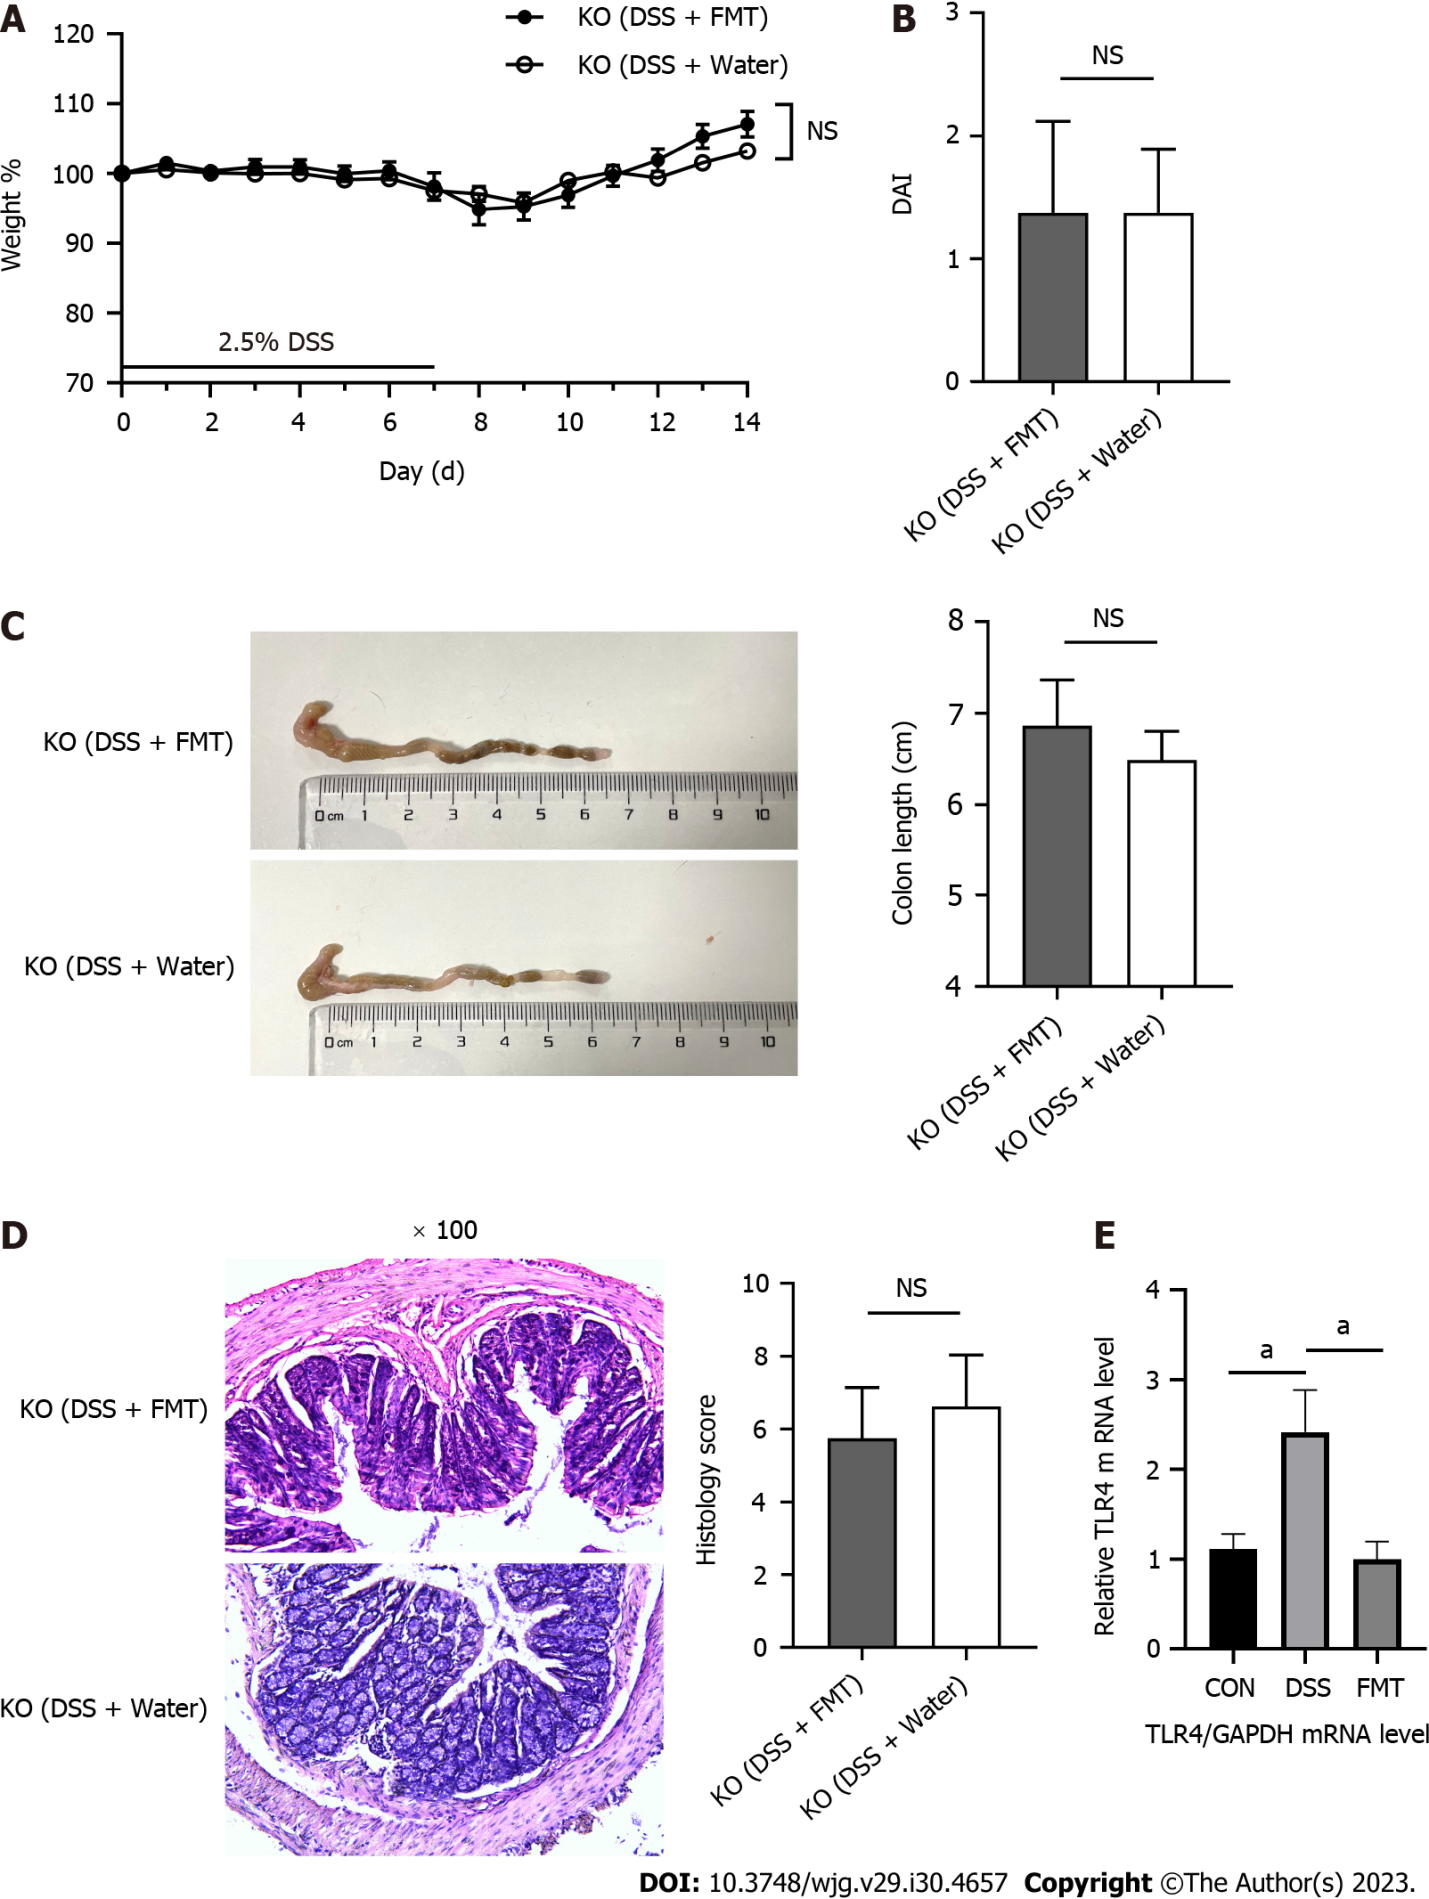 A
KO (DSS + FMT)
KO (DSS + Water)
120
110
100
90
80
70
Weight %
NS
2.5% DSS
0 2 4 6 8 10 12 14
Day (d)
B
3
2
1
0
DAI
NS
KO (DSS + FMT)
KO (DSS + Water)
C
KO (DSS + FMT)
0 cm 1 2 3 4 5 6 7 8 9 10
KO (DSS + Water)
0 cm 1 2 3 4 5 6 7 8 9 10
8
7
6
5
4
Colon length (cm)
NS
KO (DSS + FMT)
KO (DSS + Water)
D
× 100
KO (DSS + FMT)
KO (DSS + Water)
10
8
6
4
2
0
Histology score
NS
KO (DSS + FMT)
KO (DSS + Water)
E
4
3
2
1
0
Relative TLR4 m RNA level
a
a
CON DSS FMT
TLR4/GAPDH mRNA level
DOI: 10.3748/wjg.v29.i30.4657 Copyright ©The Author(s) 2023.